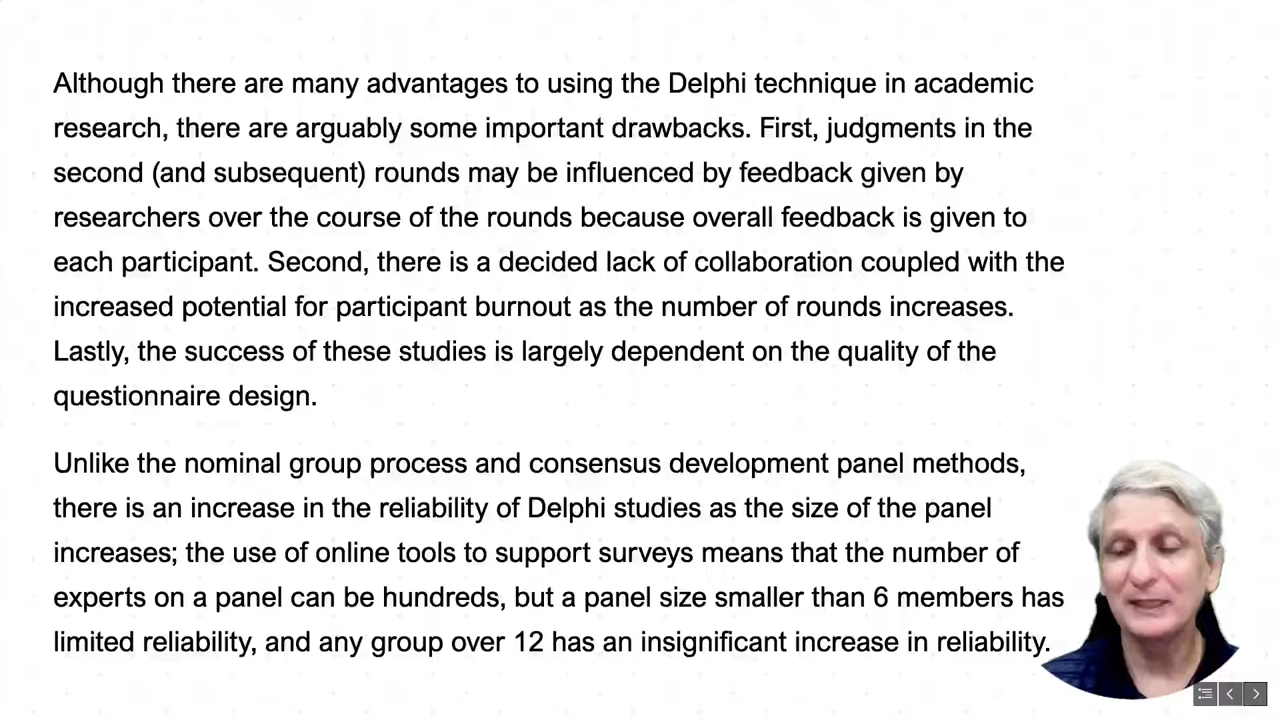 Although there are many advantages to using the Delphi technique in academic
research, there are arguably some important drawbacks. First, judgments in the
second (and subsequent) rounds may be influenced by feedback given by
researchers over the course of the rounds because overall feedback is given to
each participant. Second, there is a decided lack of collaboration coupled with the
increased potential for participant burnout as the number of rounds increases.
Lastly, the success of these studies is largely dependent on the quality of the
questionnaire design.
Unlike the nominal group process and consensus development panel methods,
there is an increase in the reliability of Delphi studies as the size of the panel
increases; the use of online tools to support surveys means that the number of
experts on a panel can be hundreds, but a panel size smaller than 6 members has
limited reliability, and any group over 12 has an insignificant increase in reliability.